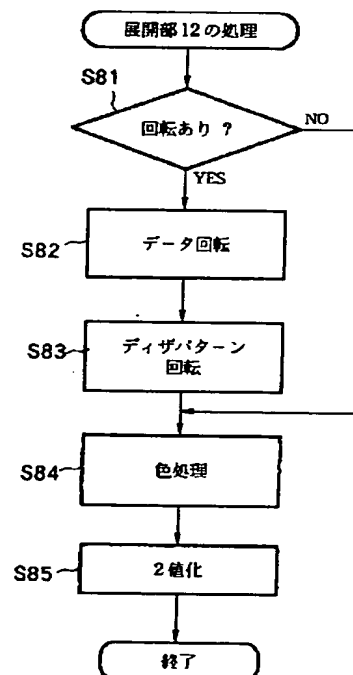 展開部12の処理
S81
回転あり ?
NO
YES
S82
データ回転
S83
ディザパターン
回転
S84
色処理
S85
2値化
終了